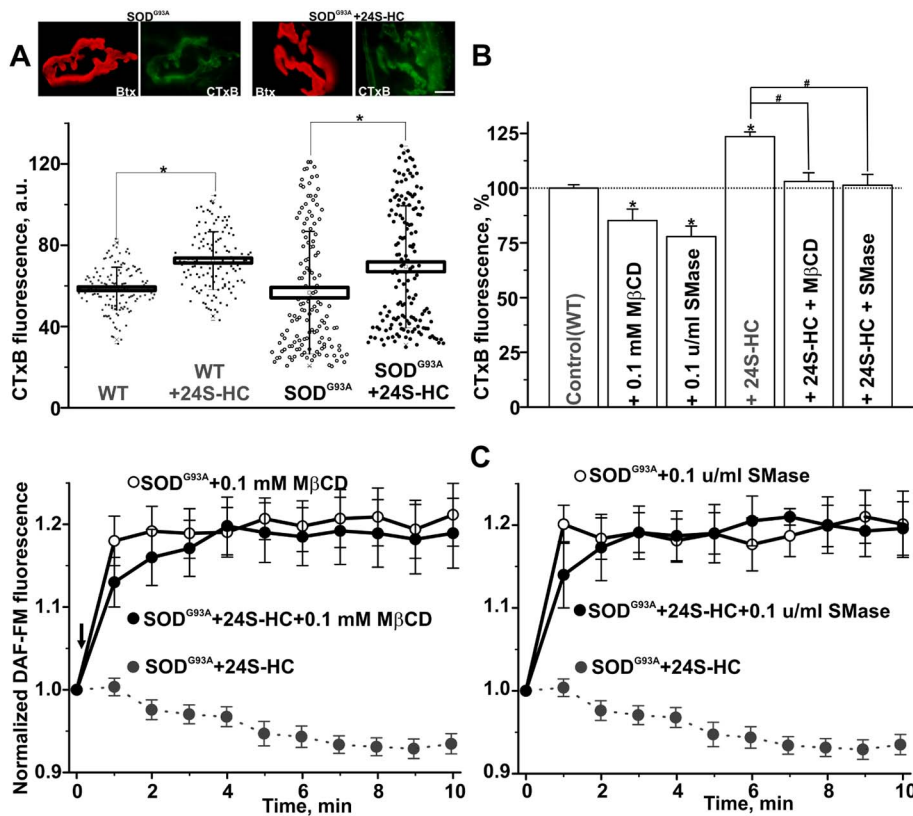 SOD^G93A
SOD^G93A +24S-HC
A
Btx
CTxB
Btx
CTxB
CTxB fluorescence, a.u.
120
80
40
0
*
*
WT
WT
+24S-HC
SOD^G93A
SOD^G93A
+24S-HC
B
CTxB fluorescence, %
125
100
75
50
25
0
*
*
*
#
#
Control(WT)
+ 0.1 mM MβCD
+ 0.1 u/ml SMase
+ 24S-HC
+ 24S-HC + MβCD
+ 24S-HC + SMase
Normalized DAF-FM fluorescence
1.2
1.1
1.0
0.9
SOD^G93A+0.1 mM MβCD
SOD^G93A+24S-HC+0.1 mM MβCD
SOD^G93A+24S-HC
0 2 4 6 8 10
Time, min
C
1.2
1.1
1.0
0.9
SOD^G93A+0.1 u/ml SMase
SOD^G93A+24S-HC+0.1 u/ml SMase
SOD^G93A+24S-HC
0 2 4 6 8 10
Time, min